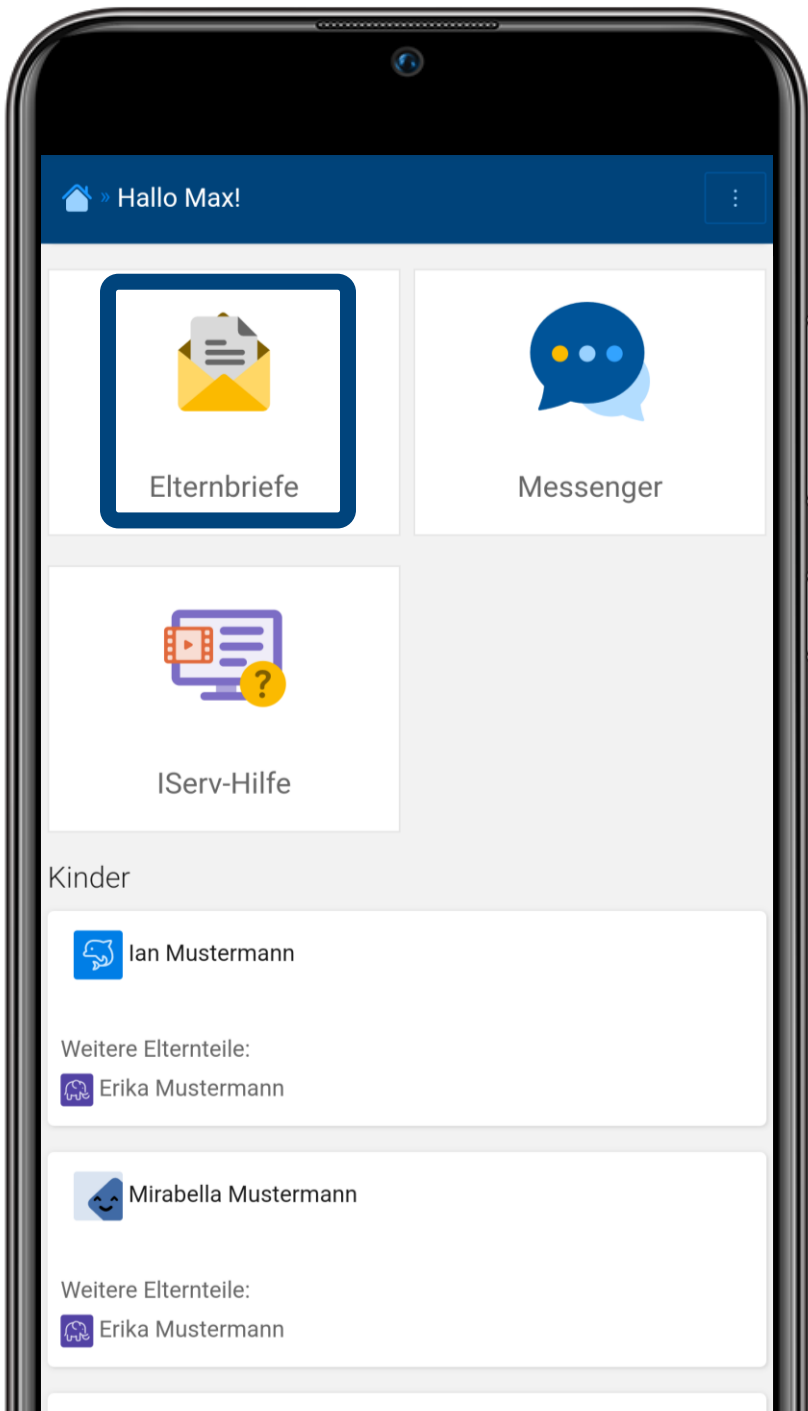 » Hallo Max!
Elternbriefe
Messenger
IServ-Hilfe
Kinder
Ian Mustermann
Weitere Elternteile:
Erika Mustermann
Mirabella Mustermann
Weitere Elternteile:
Erika Mustermann